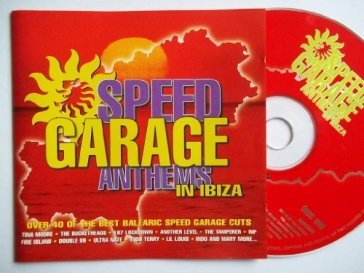 SPEED
GARAGE
ANTHEMS
IN IBIZA
OVER 40 OF THE BEST BALEARIC SPEED GARAGE CUTS
TINA MOORE • THE BUCKETHEADS • 187 LOCKDOWN • ANOTHER LEVEL • THE TAMPERER • RIP
FIRE ISLAND • DOUBLE 99 • ULTRA NATE • TODD TERRY • LIL LOUIS • INDO AND MANY MORE...
SPEED
GARAGE
ANTHEMS
IN IBIZA